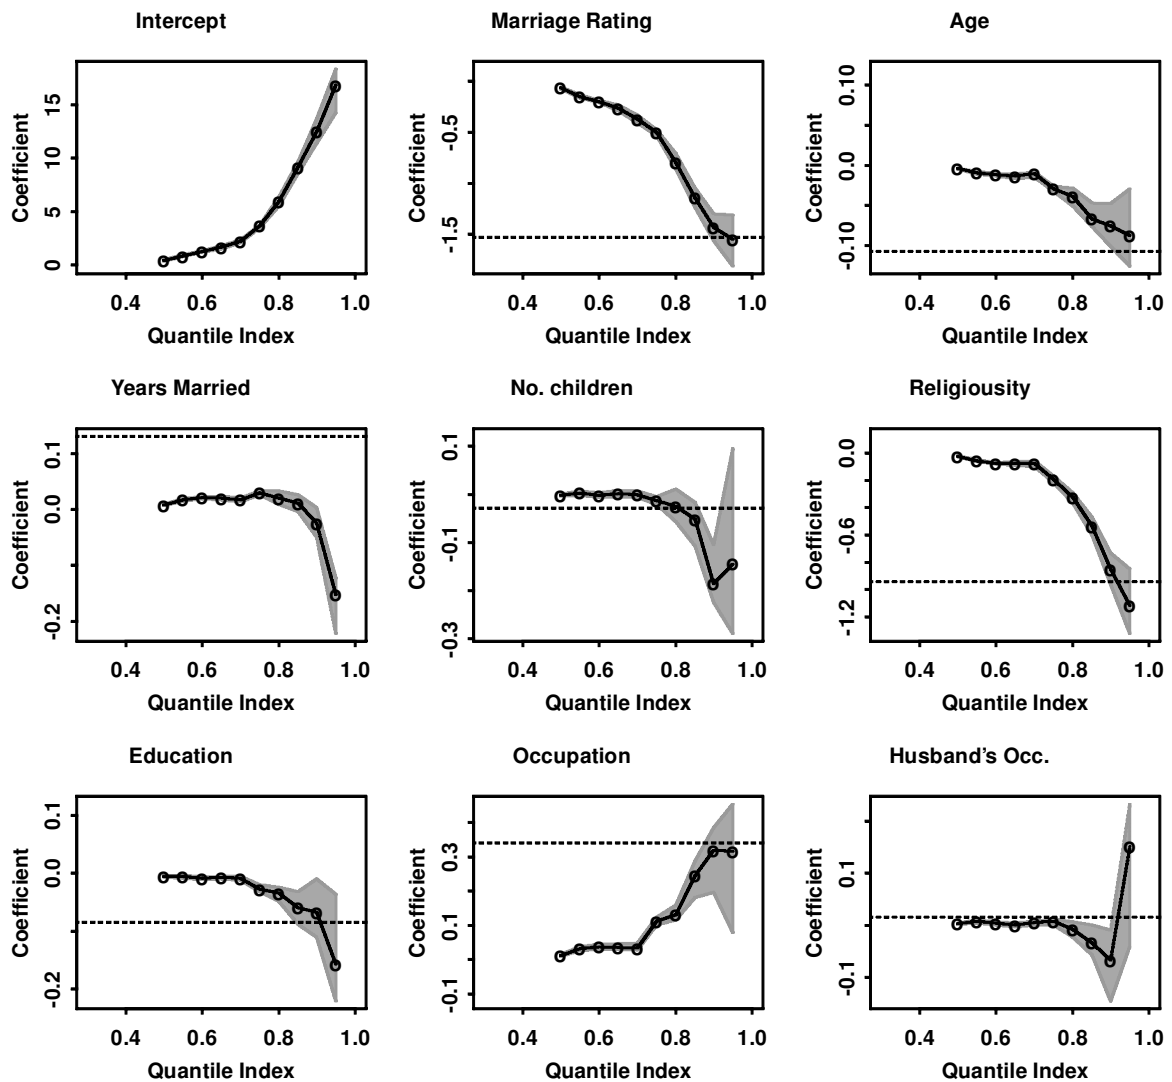 Intercept
Marriage Rating
Age
Coefficient
0 5 10 15
Coefficient
-1.5 -0.5
Coefficient
-0.10 0.0 0.10
0.4 0.6 0.8 1.0
0.4 0.6 0.8 1.0
0.4 0.6 0.8 1.0
Quantile Index
Quantile Index
Quantile Index
Years Married
No. children
Religiousity
Coefficient
-0.2 0.0 0.1
Coefficient
-0.3 -0.1 0.1
Coefficient
-1.2 -0.6 0.0
0.4 0.6 0.8 1.0
0.4 0.6 0.8 1.0
0.4 0.6 0.8 1.0
Quantile Index
Quantile Index
Quantile Index
Education
Occupation
Husband's Occ.
Coefficient
-0.2 0.0 0.1
Coefficient
-0.1 0.1 0.3
Coefficient
-0.1 0.1
0.4 0.6 0.8 1.0
0.4 0.6 0.8 1.0
0.4 0.6 0.8 1.0
Quantile Index
Quantile Index
Quantile Index